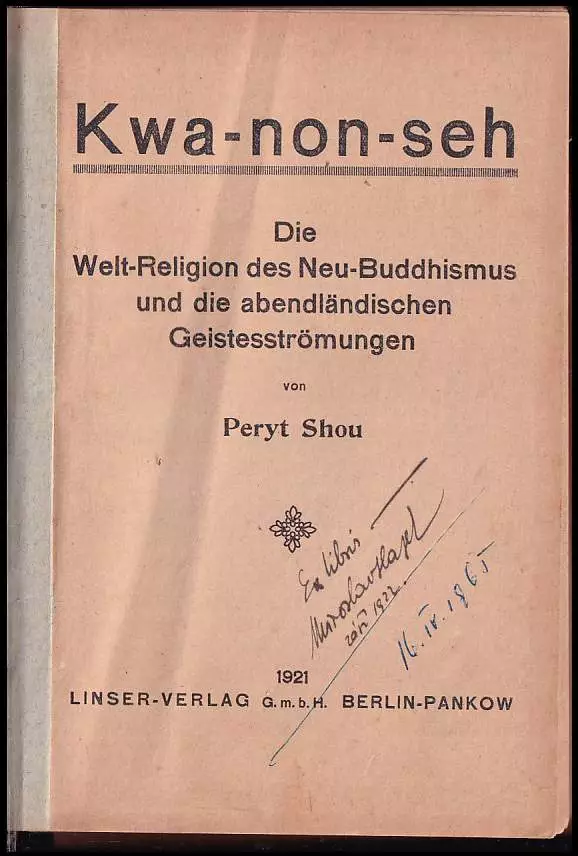 Kwa-non-seh
Die
Welt-Religion des Neu-Buddhismus
und die abendländischen
Geistesströmungen
von
Peryt Shou
Ex libris
září 1922
16. IV. 1965
1921
LINSER-VERLAG G.m.b.H. BERLIN-PANKOW